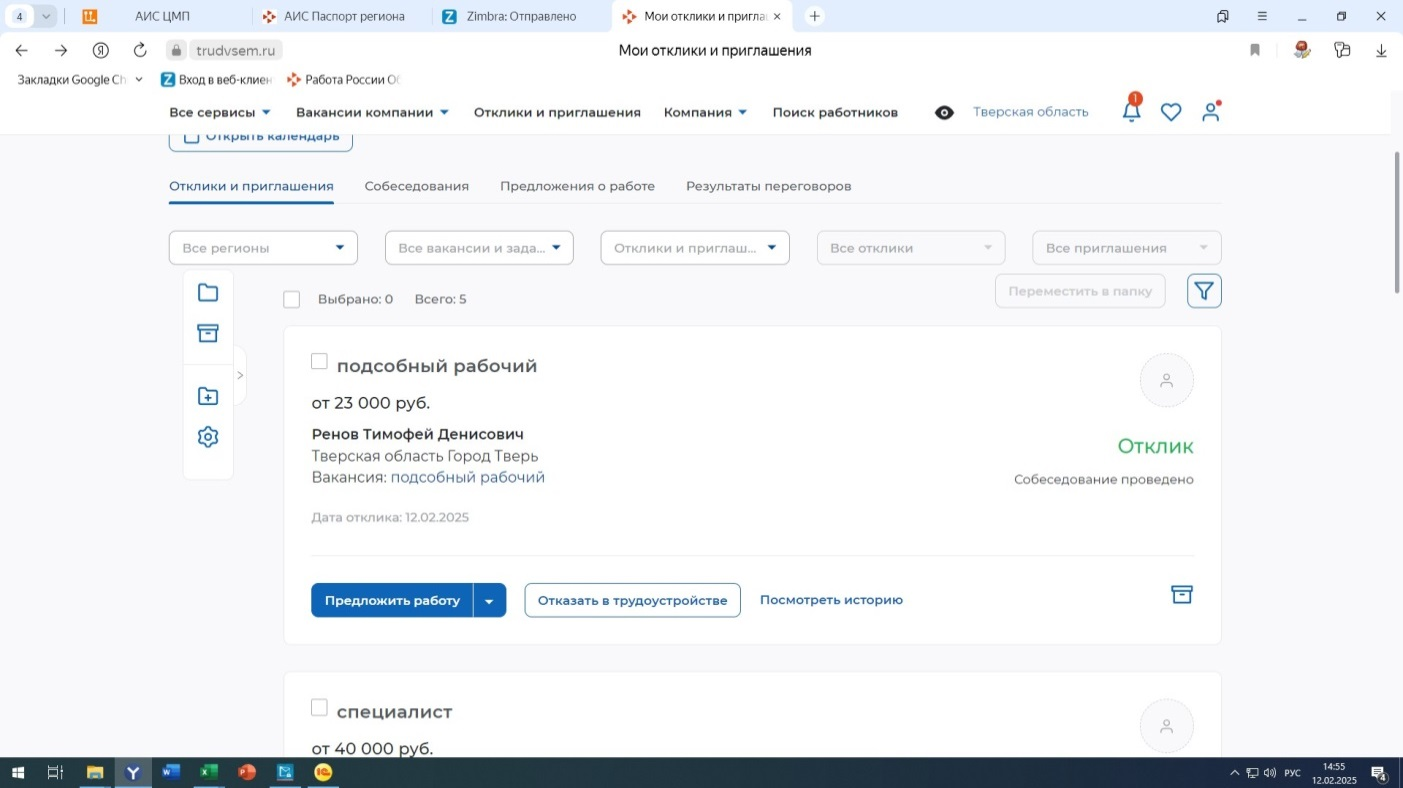 4
АИС ЦМП
АИС Паспорт региона
Zimbra: Отправлено
Мои отклики и пригла
trudvsem.ru
Мои отклики и приглашения
Закладки Google Ch
Вход в веб-клиен
Работа России
Все сервисы
Вакансии компании
Отклики и приглашения
Компания
Поиск работников
Тверская область
1
Открыть календарь
Отклики и приглашения
Собеседования
Предложения о работе
Результаты переговоров
Все регионы
Все вакансии и зада...
Отклики и приглаш...
Все отклики
Все приглашения
Выбрано: 0
Всего: 5
Переместить в папку
подсобный рабочий
от 23 000 руб.
Ренов Тимофей Денисович
Тверская область Город Тверь
Вакансия: подсобный рабочий
Дата отклика: 12.02.2025
Отклик
Собеседование проведено
Предложить работу
Отказать в трудоустройстве
Посмотреть историю
специалист
от 40 000 руб.
РУС
14:55
12.02.2025
4